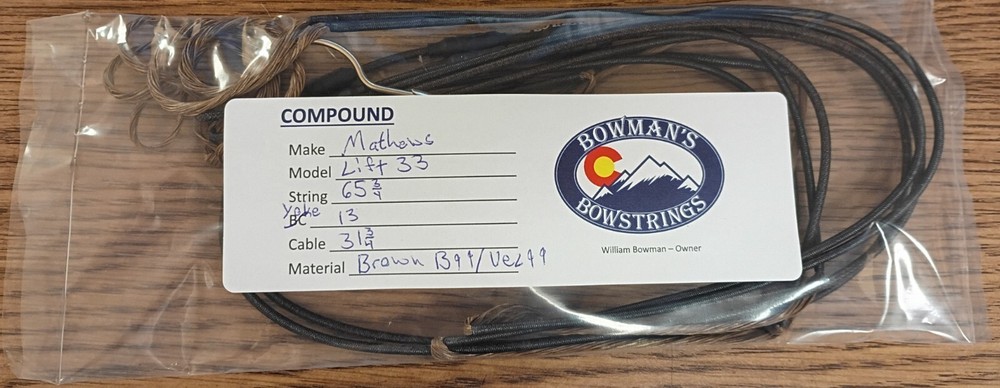 COMPOUND
Make Mathews
Model Lift 33
String 65 3/4
Yoke
BC 13
Cable 31 3/4
Material Brown B99/Ve299
BOWMAN'S
BOWSTRINGS
William Bowman – Owner